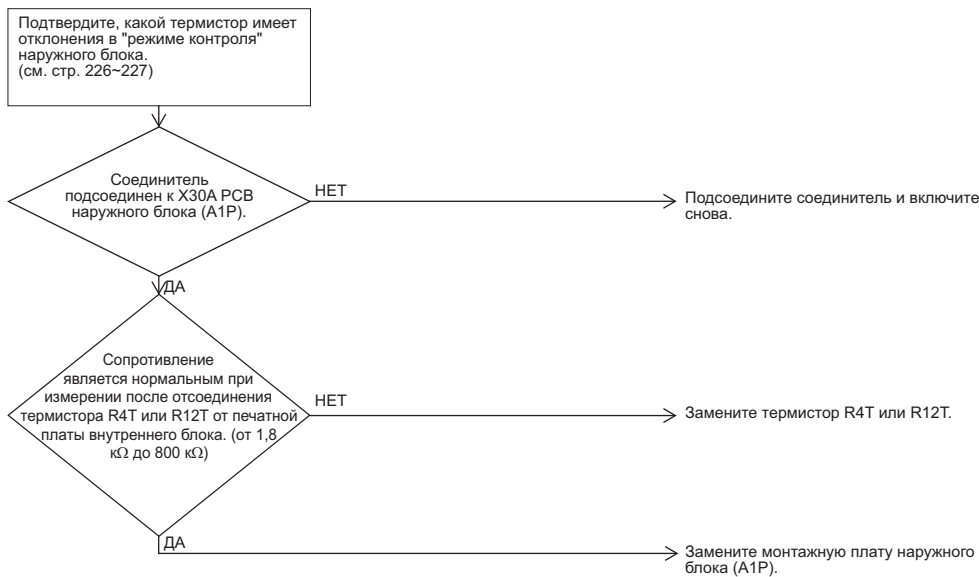 Подтвердите, какой термистор имеет
отклонения в "режиме контроля"
наружного блока.
(см. стр. 226~227)
Соединитель
подсоединен к X30A PCB
наружного блока (A1P).
НЕТ
Подсоедините соединитель и включите
снова.
ДА
Сопротивление
является нормальным при
измерении после отсоединения
термистора R4T или R12T от печатной
платы внутреннего блока. (от 1,8
кΩ до 800 кΩ)
НЕТ
Замените термистор R4T или R12T.
ДА
Замените монтажную плату наружного
блока (A1P).